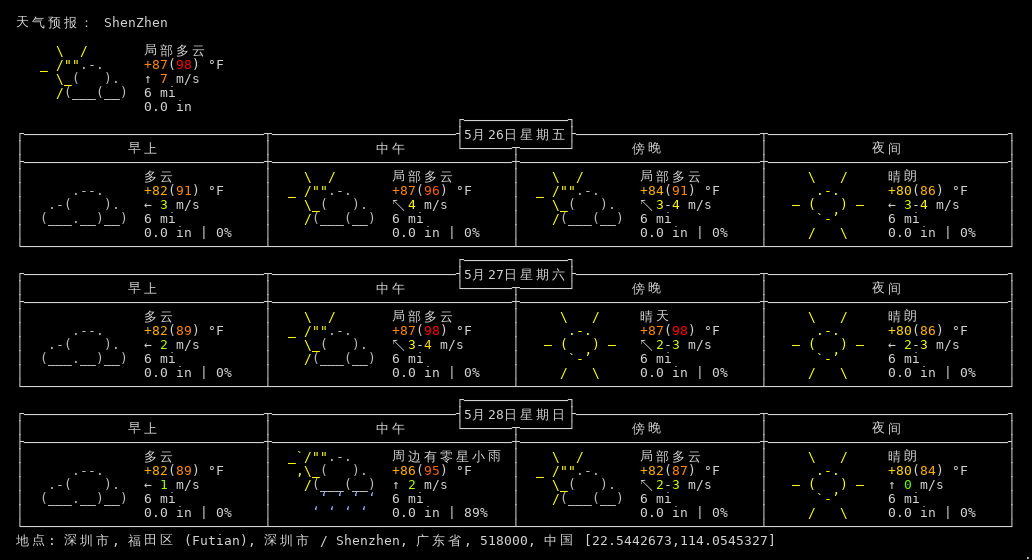 天气预报： ShenZhen
局部多云
+87(98) °F
↑ 7 m/s
6 mi
0.0 in
5月26日星期五
早上 中午 傍晚 夜间
多云 局部多云 局部多云 晴朗
+82(91) °F +87(96) °F +84(91) °F +80(86) °F
← 3 m/s ↖ 4 m/s ↖ 3-4 m/s ← 3-4 m/s
6 mi 6 mi 6 mi 6 mi
0.0 in | 0% 0.0 in | 0% 0.0 in | 0% 0.0 in | 0%
5月27日星期六
早上 中午 傍晚 夜间
多云 局部多云 晴天 晴朗
+82(89) °F +87(98) °F +87(98) °F +80(86) °F
← 2 m/s ↖ 3-4 m/s ↖ 2-3 m/s ← 2-3 m/s
6 mi 6 mi 6 mi 6 mi
0.0 in | 0% 0.0 in | 0% 0.0 in | 0% 0.0 in | 0%
5月28日星期日
早上 中午 傍晚 夜间
多云 周边有零星小雨 局部多云 晴朗
+82(89) °F +86(95) °F +82(87) °F +80(84) °F
← 1 m/s ↑ 2 m/s ↖ 2-3 m/s ↑ 0 m/s
6 mi 6 mi 6 mi 6 mi
0.0 in | 0% 0.0 in | 89% 0.0 in | 0% 0.0 in | 0%
地点: 深圳市, 福田区 (Futian), 深圳市 / Shenzhen, 广东省, 518000, 中国 [22.5442673,114.0545327]